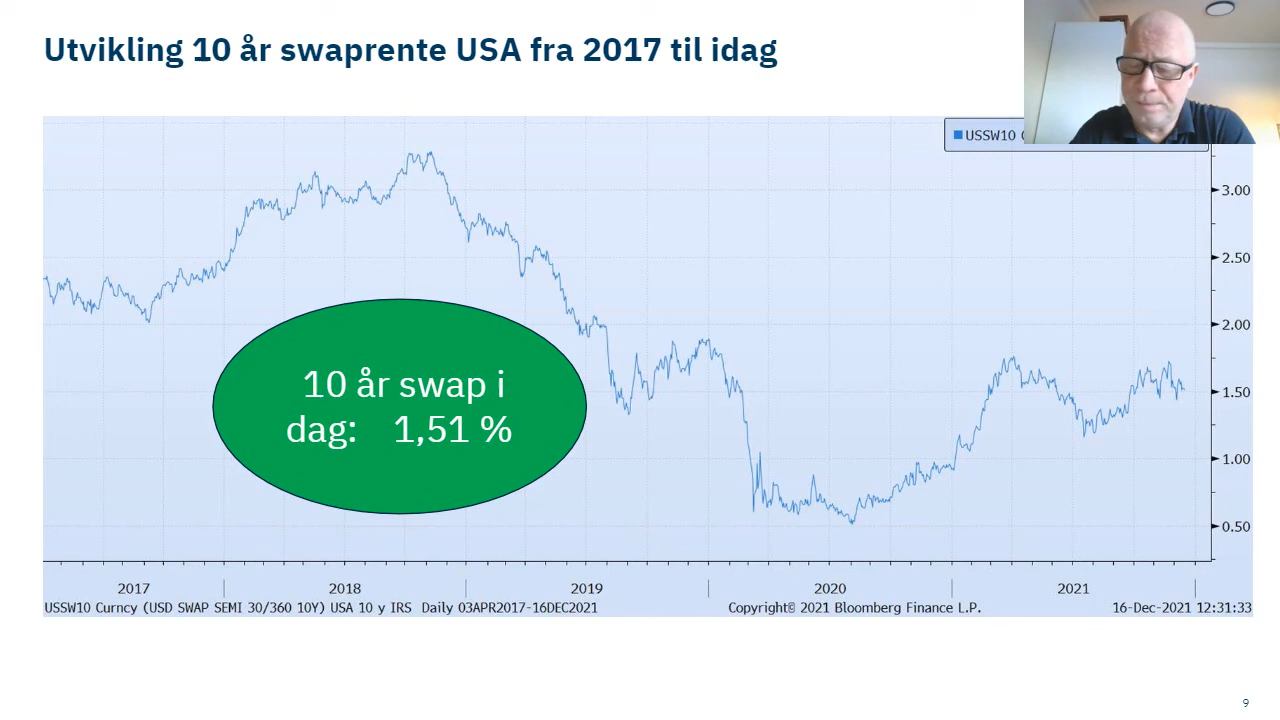 Utvikling 10 år swaprente USA fra 2017 til idag
USSW10
3.00
2.50
2.00
1.50
1.00
0.50
10 år swap i
dag: 1,51 %
2017 2018 2019 2020 2021
USSW10 Curncy (USD SWAP SEMI 30/360 10Y) USA 10 y IRS Daily 03APR2017-16DEC2021 Copyright© 2021 Bloomberg Finance L.P. 16-Dec-2021 12:31:33
9